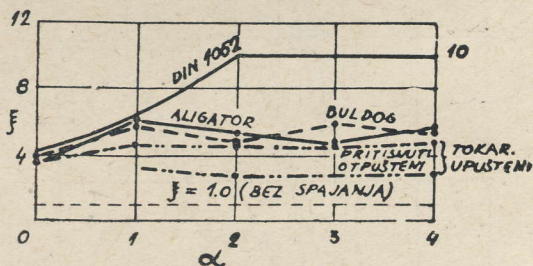 12
DIN 1052
10
8
ξ
ALIGATOR
BULDOG
4
PRITISNUTI
OTPUŠTENI
TOKAR.
UPUŠTENI
ξ = 1.0 (BEZ SPAJANJA)
0
0 1 2 3 4
α